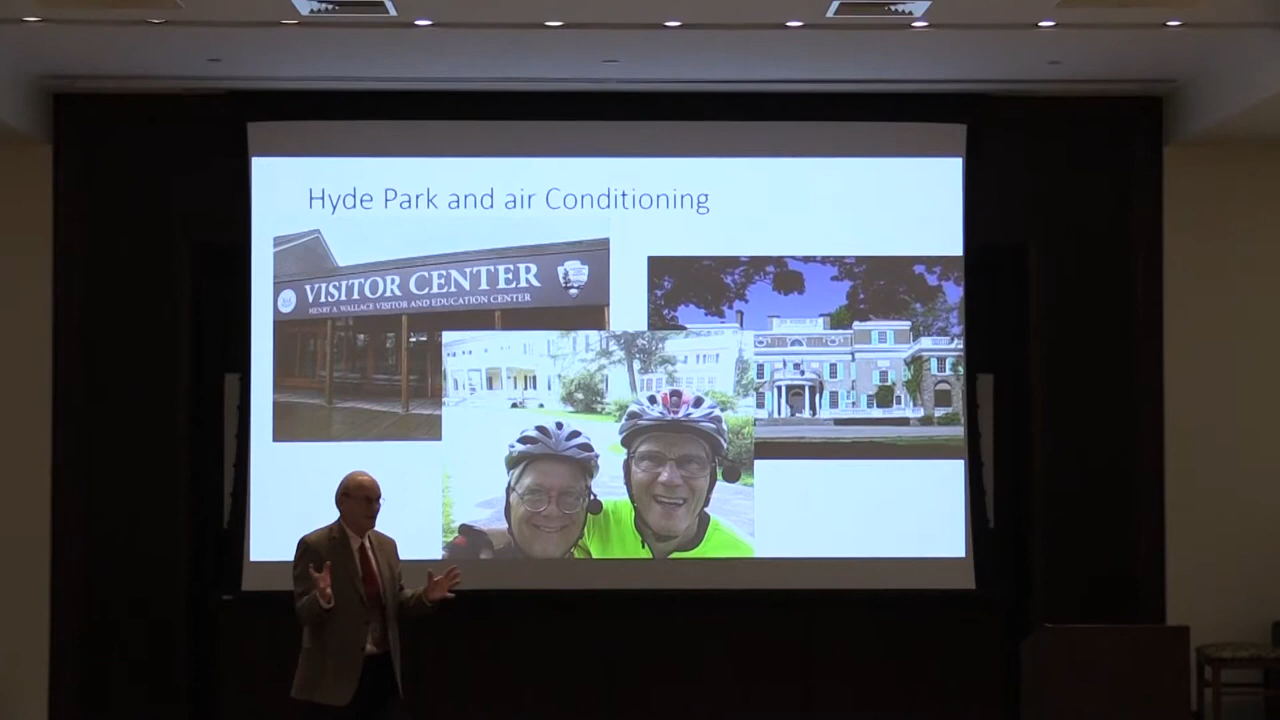 Hyde Park and air Conditioning
VISITOR CENTER
HENRY A. WALLACE VISITOR AND EDUCATION CENTER